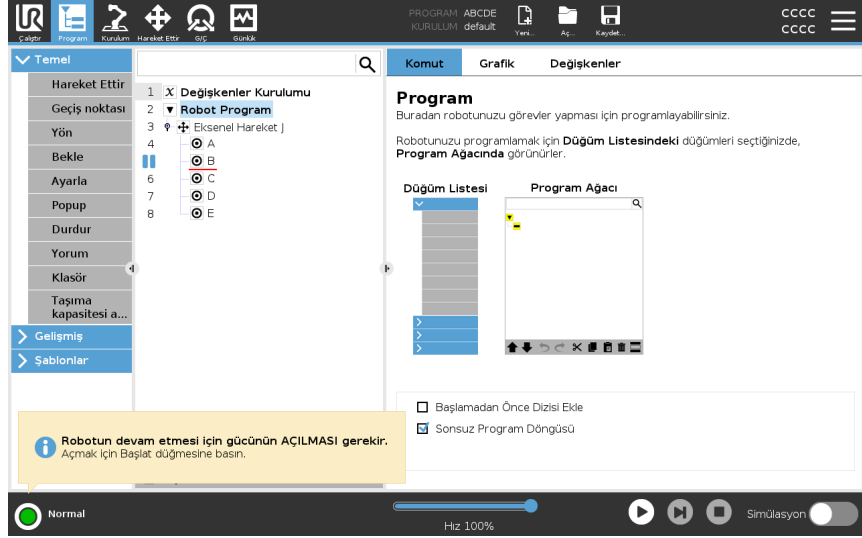 UR
PROGRAM ABCDE
KURULUM default
cccc
cccc
Çalıştır
Program
Kurulum
Hareket Ettir
G/Ç
Günlük
Yeni...
Aç...
Kaydet...
Temel
Hareket Ettir
Geçiş noktası
Yön
Bekle
Ayarla
Popup
Durdur
Yorum
Klasör
Taşıma
kapasitesi a...
Gelişmiş
Şablonlar
1 X Değişkenler Kurulumu
2 Robot Program
3 Eksenel Hareket J
4 A
B
6 C
7 D
8 E
Komut
Grafik
Değişkenler
Program
Buradan robotunuzu görevler yapması için programlayabilirsiniz.
Robotunuzu programlamak için Düğüm Listesindeki düğümleri seçtiğinizde,
Program Ağacında görünürler.
Düğüm Listesi
Program Ağacı
Başlamadan Önce Dizisi Ekle
Sonsuz Program Döngüsü
Robotun devam etmesi için gücünün AÇILMASI gerekir.
Açmak için Başlat düğmesine basın.
Normal
Hız 100%
Simülasyon